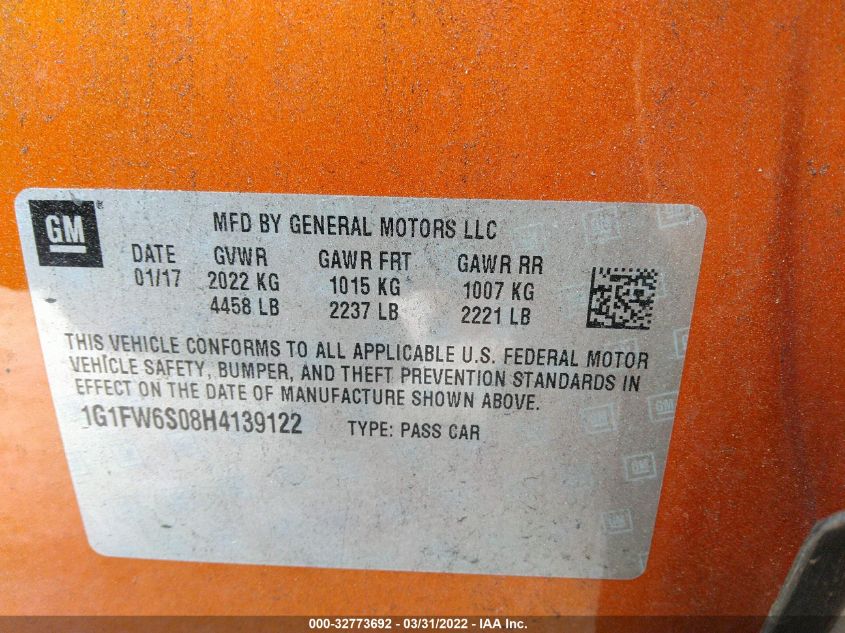 GM ®
MFD BY GENERAL MOTORS LLC
DATE GVWR GAWR FRT GAWR RR
01/17 2022 KG 1015 KG 1007 KG
4458 LB 2237 LB 2221 LB
THIS VEHICLE CONFORMS TO ALL APPLICABLE U.S. FEDERAL MOTOR
VEHICLE SAFETY, BUMPER, AND THEFT PREVENTION STANDARDS IN
EFFECT ON THE DATE OF MANUFACTURE SHOWN ABOVE.
1G1FW6S08H4139122 TYPE: PASS CAR
000-32773692 - 03/31/2022 - IAA Inc.